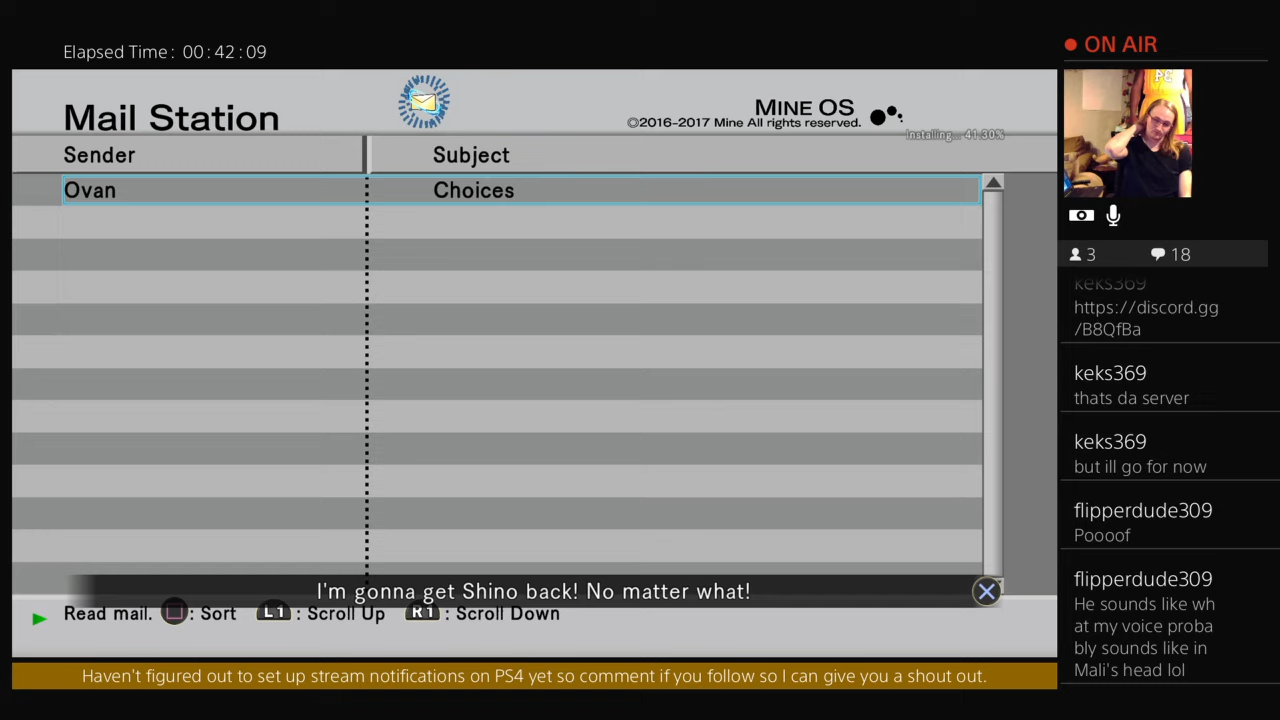 Elapsed Time: 00:42:09
ON AIR
Mail Station
MINE OS
©2016-2017 Mine All rights reserved.
Installing... 41.30%
Sender
Subject
Ovan
Choices
I'm gonna get Shino back! No matter what!
Read mail. : Sort L1 : Scroll Up R1 : Scroll Down
Haven't figured out to set up stream notifications on PS4 yet so comment if you follow so I can give you a shout out.
3
18
keks369
https://discord.gg
/B8QfBa
keks369
thats da server
keks369
but ill go for now
flipperdude309
Poooof
flipperdude309
He sounds like wh
at my voice proba
bly sounds like in
Mali's head lol